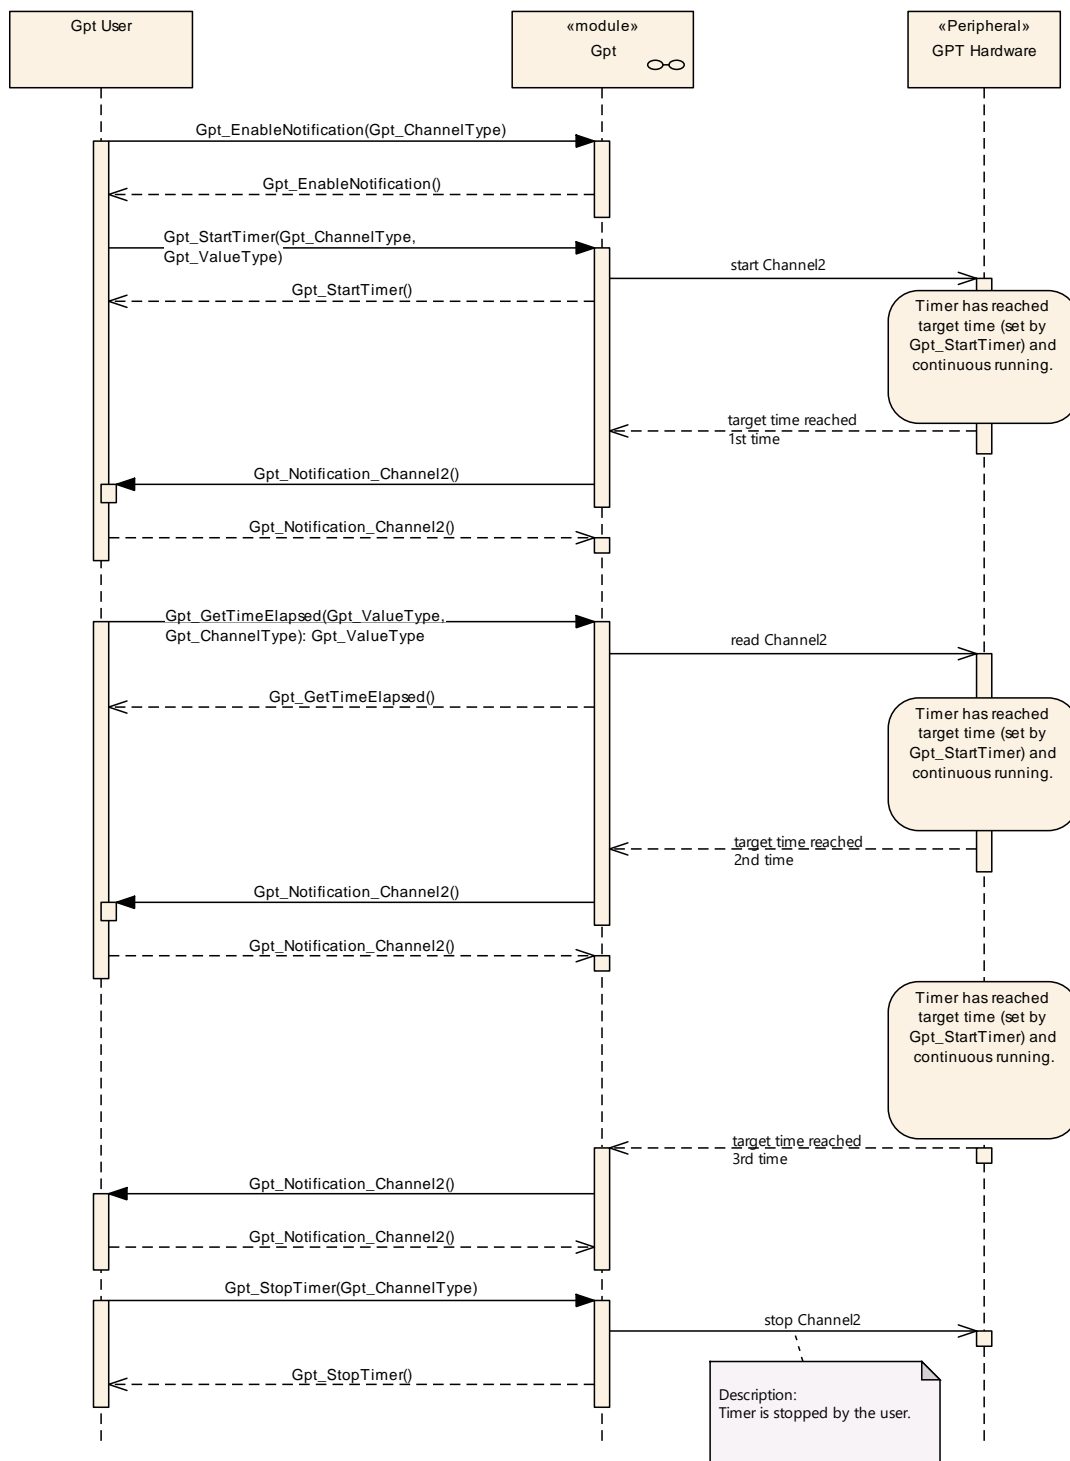 Gpt User
«module»
Gpt
«Peripheral»
GPT Hardware
Gpt_EnableNotification(Gpt_ChannelType)
Gpt_EnableNotification()
Gpt_StartTimer(Gpt_ChannelType,
Gpt_ValueType)
start Channel2
Gpt_StartTimer()
Timer has reached
target time (set by
Gpt_StartTimer) and
continuous running.
target time reached
1st time
Gpt_Notification_Channel2()
Gpt_Notification_Channel2()
Gpt_GetTimeElapsed(Gpt_ValueType,
Gpt_ChannelType): Gpt_ValueType
read Channel2
Gpt_GetTimeElapsed()
Timer has reached
target time (set by
Gpt_StartTimer) and
continuous running.
target time reached
2nd time
Gpt_Notification_Channel2()
Gpt_Notification_Channel2()
Timer has reached
target time (set by
Gpt_StartTimer) and
continuous running.
target time reached
3rd time
Gpt_Notification_Channel2()
Gpt_Notification_Channel2()
Gpt_StopTimer(Gpt_ChannelType)
stop Channel2
Gpt_StopTimer()
Description:
Timer is stopped by the user.